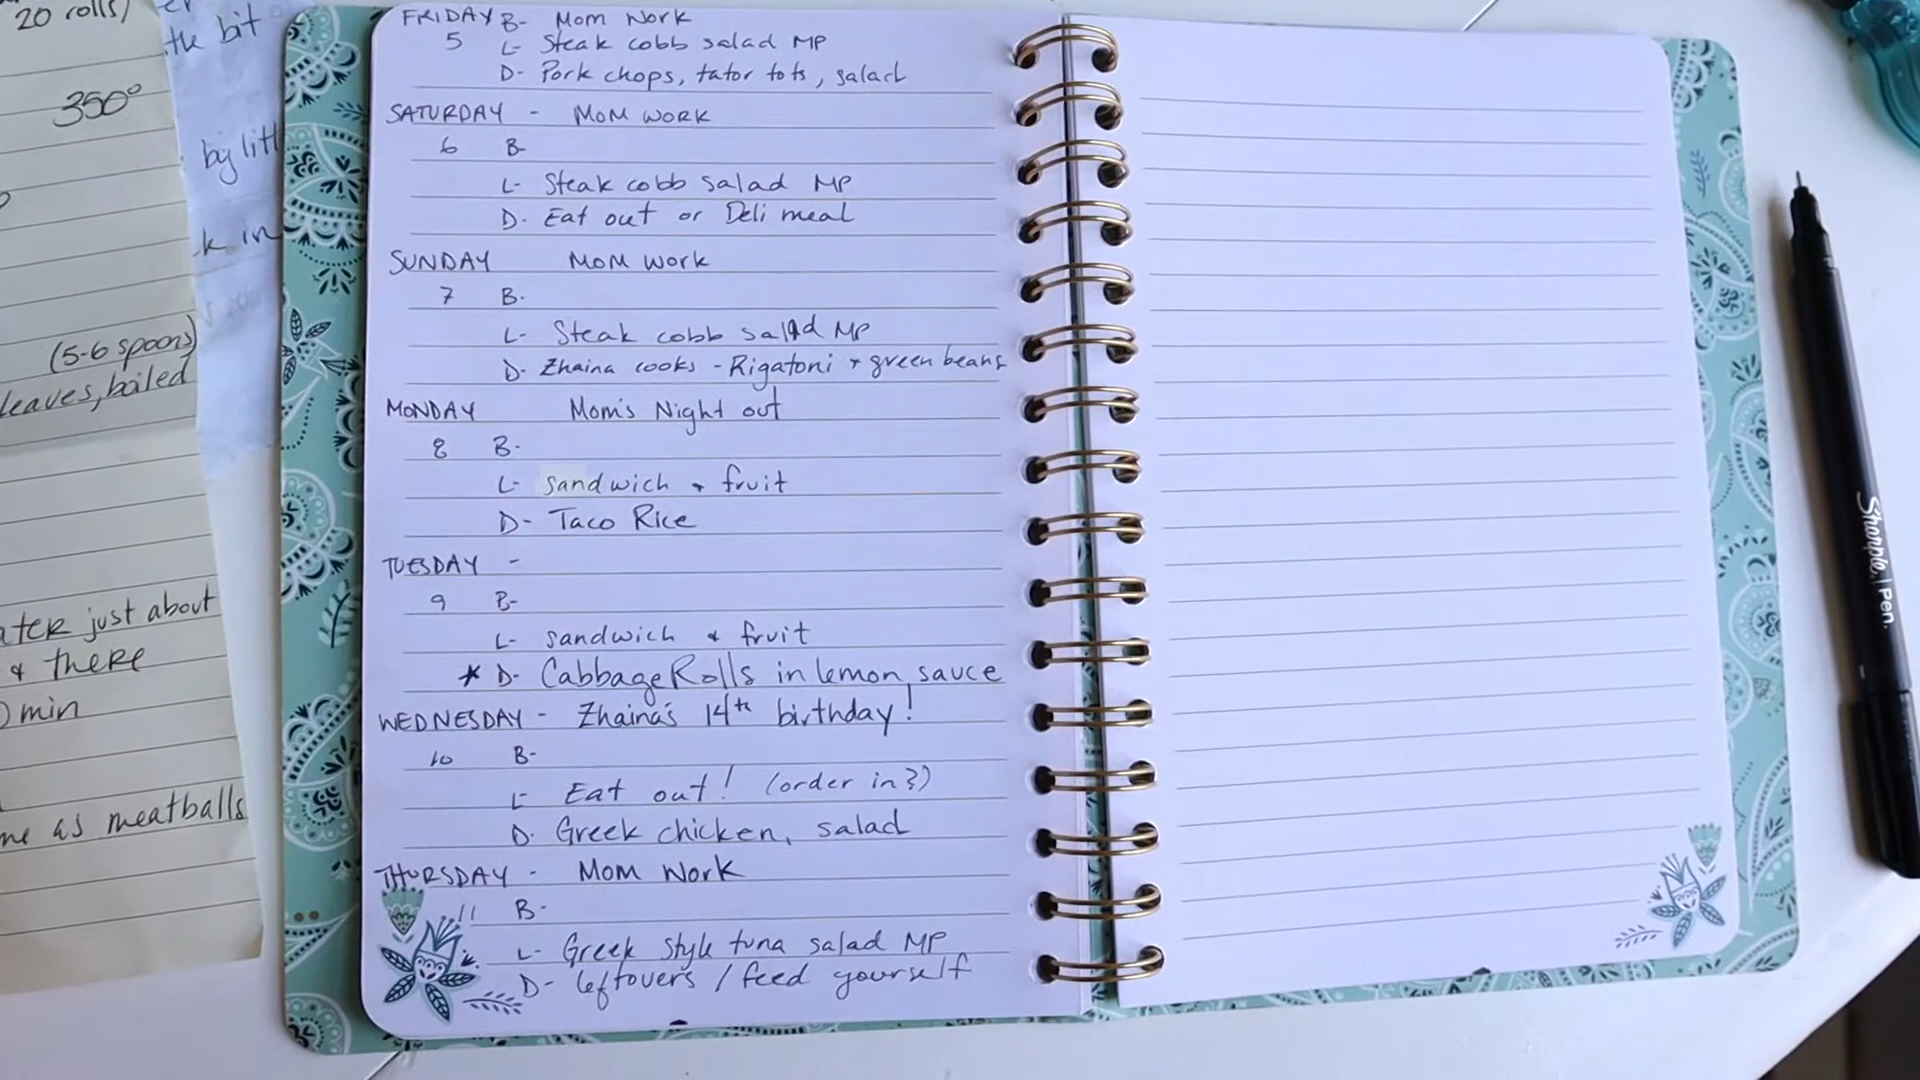 20 rolls)
the bit
350°
by litt
k in
(5-6 spoons)
leaves, boiled
ater just about
& there
min
me as meatballs
FRIDAY B- Mom Work
5 L- Steak cobb salad MP
D- Pork chops, tator tots, salad
SATURDAY - MOM WORK
6 B-
L- Steak cobb salad MP
D- Eat out or Deli meal
SUNDAY MOM WORK
7 B-
L- Steak cobb salad MP
D- Zhaina cooks - Rigatoni + green beans
MONDAY Mom's Night out
8 B-
L- sandwich + fruit
D- Taco Rice
TUESDAY -
9 B-
L- sandwich & fruit
* D- Cabbage Rolls in lemon sauce
WEDNESDAY - Zhaina's 14th birthday!
10 B-
L- Eat out! (order in?)
D- Greek chicken, salad
THURSDAY - Mom Work
11 B-
L- Greek style tuna salad MP
D- leftovers / feed yourself
Sharpie. | Pen.